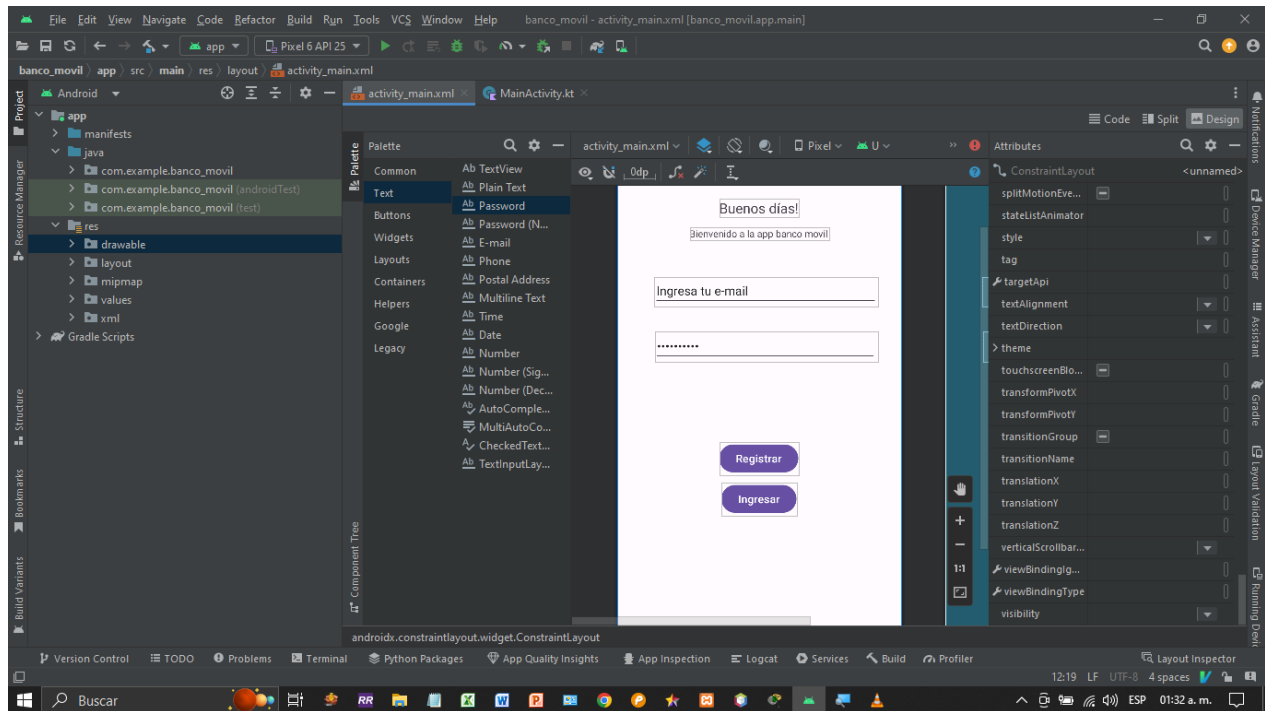 File Edit View Navigate Code Refactor Build Run Tools VCS Window Help banco_movil - activity_main.xml [banco_movil.app.main]
app Pixel 6 API 25
banco_movil app src main res layout activity_main.xml
Android activity_main.xml MainActivity.kt
Code Split Design
Project
Resource Manager
Structure
Bookmarks
Build Variants
app
manifests
java
com.example.banco_movil
com.example.banco_movil (androidTest)
com.example.banco_movil (test)
res
drawable
layout
mipmap
values
xml
Gradle Scripts
Palette
Component Tree
Palette
Common
Text
Buttons
Widgets
Layouts
Containers
Helpers
Google
Legacy
Ab TextView
Ab Plain Text
Ab Password
Ab Password (N...
Ab E-mail
Ab Phone
Ab Postal Address
Ab Multiline Text
Ab Time
Ab Date
Ab Number
Ab Number (Sig...
Ab Number (Dec...
Ab AutoComple...
MultiAutoCo...
A CheckedText...
Ab TextInputLay...
activity_main.xml Pixel U
0dp
Buenos días!
Bienvenido a la app banco movil
Ingresa tu e-mail
••••••••••
Registrar
Ingresar
1:1
Attributes
ConstraintLayout <unnamed>
splitMotionEve...
stateListAnimator
style
tag
targetApi
textAlignment
textDirection
theme
touchscreenBlo...
transformPivotX
transformPivotY
transitionGroup
transitionName
translationX
translationY
translationZ
verticalScrollbar...
viewBindingIg...
viewBindingType
visibility
Notifications
Device Manager
Assistant
Gradle
Layout Validation
Running Devic
androidx.constraintlayout.widget.ConstraintLayout
Version Control TODO Problems Terminal Python Packages App Quality Insights App Inspection Logcat Services Build Profiler Layout Inspector
12:19 LF UTF-8 4 spaces
Buscar RR ESP 01:32 a. m.